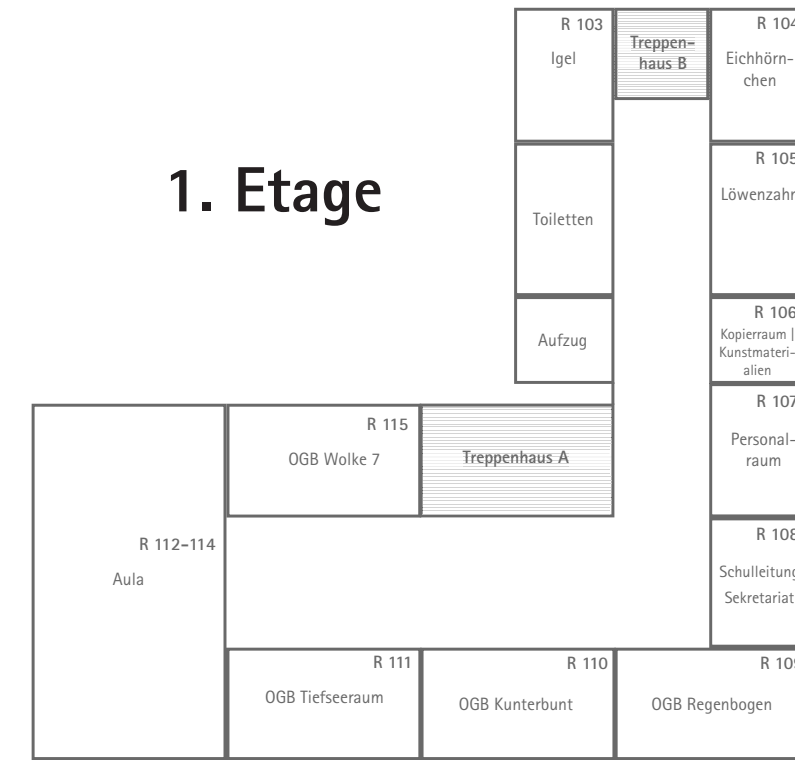 R 103
Igel
Treppen-
haus B
R 104
Eichhörn-
chen
1. Etage
R 105
Löwenzahn
Toiletten
Aufzug
R 106
Kopierraum |
Kunstmateri-
alien
R 107
Personal-
raum
R 115
OGB Wolke 7
Treppenhaus A
R 108
Schulleitung
Sekretariat
R 112-114
Aula
R 111
OGB Tiefseeraum
R 110
OGB Kunterbunt
R 109
OGB Regenbogen